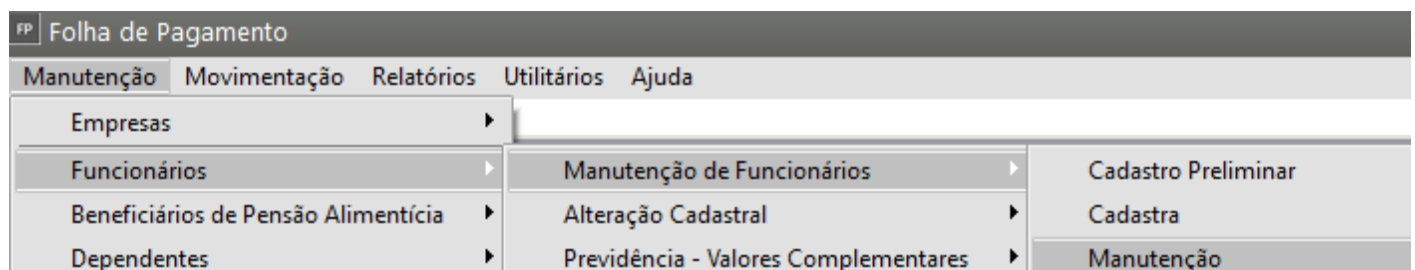 FP Folha de Pagamento
Manutenção Movimentação Relatórios Utilitários Ajuda
Empresas
Funcionários Manutenção de Funcionários Cadastro Preliminar
Beneficiários de Pensão Alimentícia Alteração Cadastral Cadastra
Dependentes Previdência - Valores Complementares Manutenção